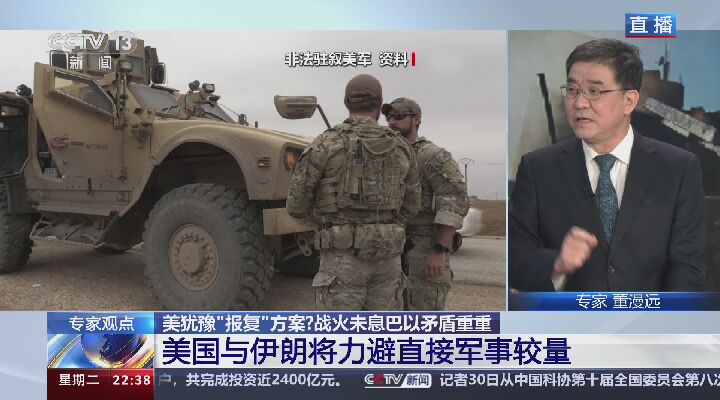 CCTV 13
新闻
非法驻叙美军 资料
直播
专家 董漫远
专家观点
美犹豫"报复"方案?战火未息巴以矛盾重重
美国与伊朗将力避直接军事较量
星期二 22:38
户，共完成投资近2400亿元。 CCTV 新闻 记者30日从中国科协第十届全国委员会第八次